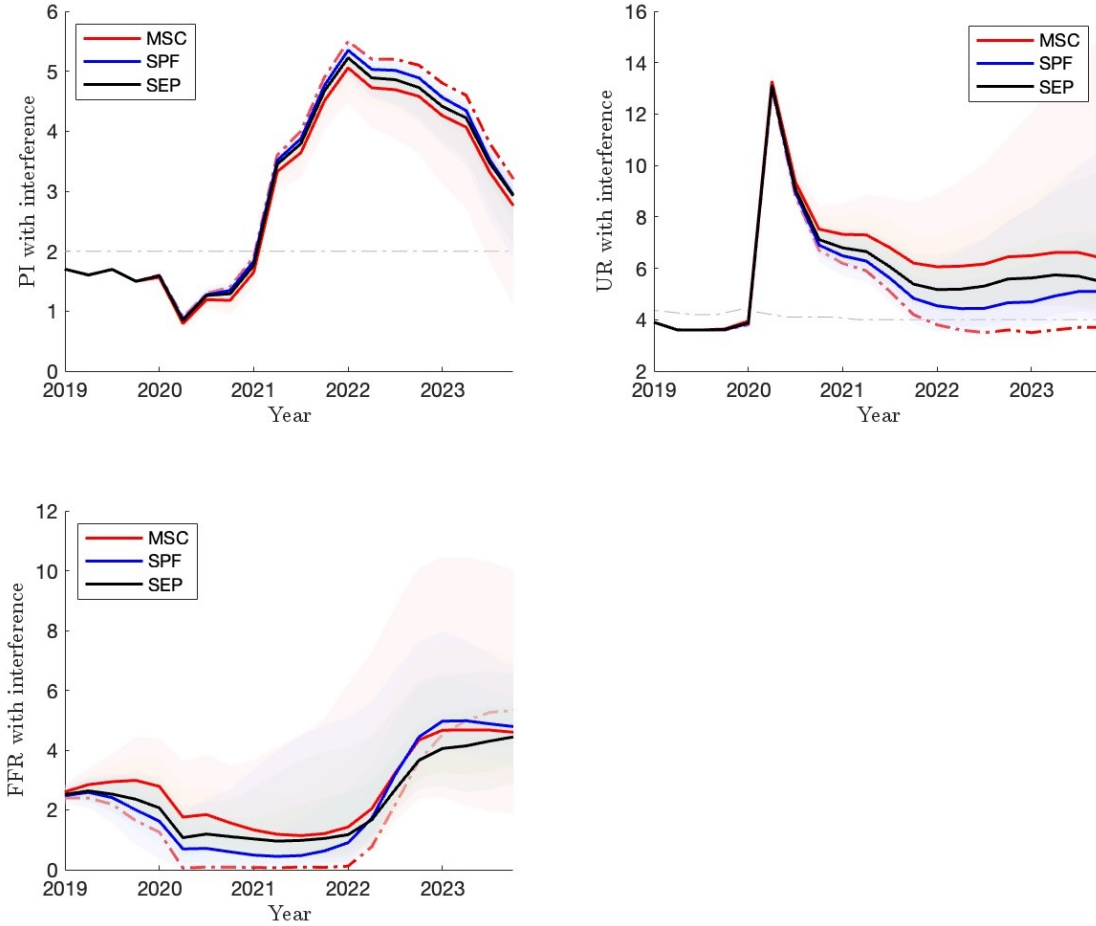 PI with interference
6
5
4
3
2
1
0
MSC
SPF
SEP
2019 2020 2021 2022 2023
Year
UR with interference
16
14
12
10
8
6
4
2
MSC
SPF
SEP
2019 2020 2021 2022 2023
Year
FFR with interference
12
10
8
6
4
2
0
MSC
SPF
SEP
2019 2020 2021 2022 2023
Year